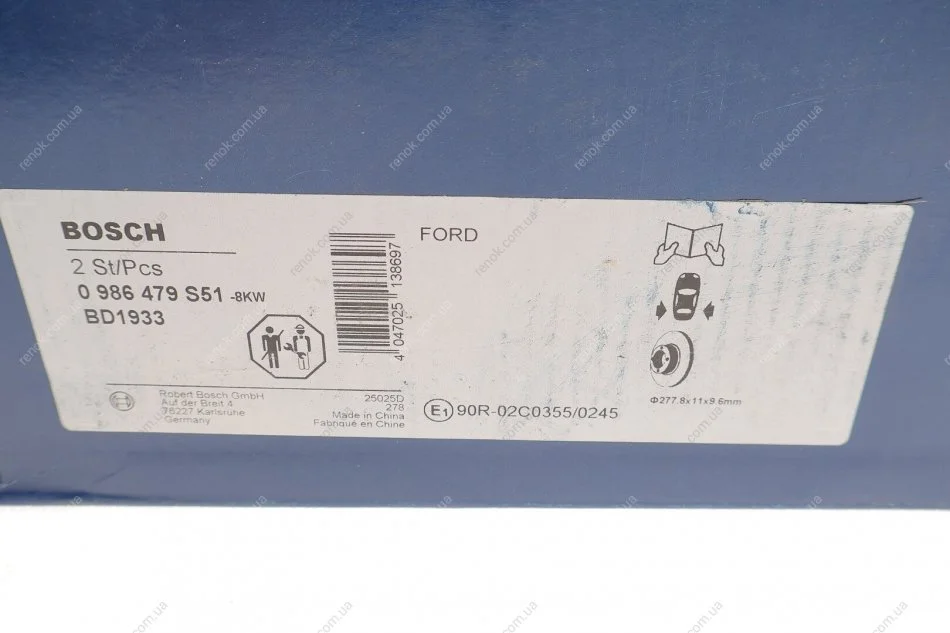 BOSCH
2 St/Pcs
0 986 479 S51 -8KW
BD1933
4 047025 138697
FORD
Robert Bosch GmbH
Auf der Breit 4
76227 Karlsruhe
Germany
25025D
278
Made in China
Fabriqué en Chine
E1 90R-02C0355/0245
Φ277.8x11x9.6mm
renok.com.ua